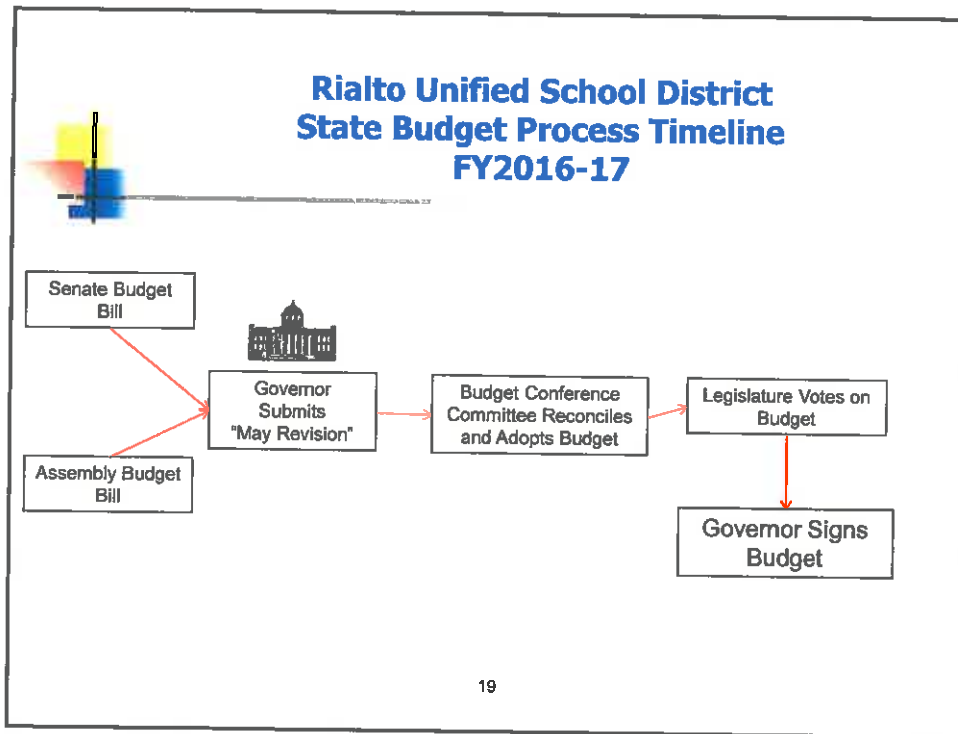 Rialto Unified School District
State Budget Process Timeline
FY2016-17
Senate Budget
Bill
Assembly Budget
Bill
Governor
Submits
"May Revision"
Budget Conference
Committee Reconciles
and Adopts Budget
Legislature Votes on
Budget
Governor Signs
Budget
19